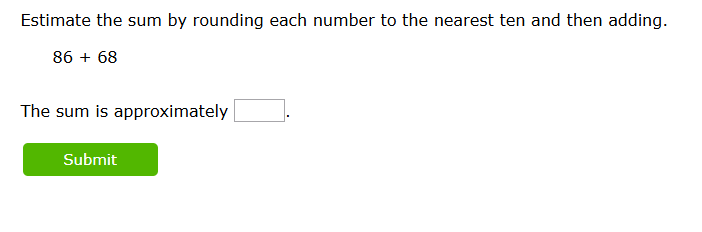 Estimate the sum by rounding each number to the nearest ten and then adding.
86 + 68
The sum is approximately .
Submit